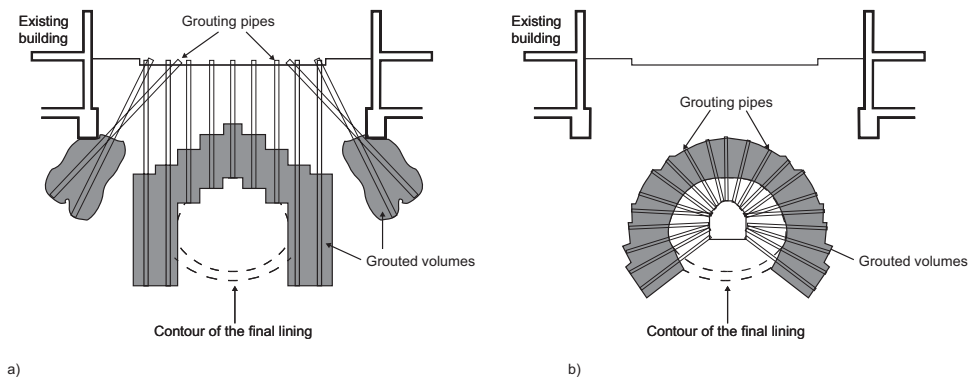 Existing
building
Grouting pipes
Grouted volumes
Contour of the final lining
a)
Existing
building
Grouting pipes
Grouted volumes
Contour of the final lining
b)